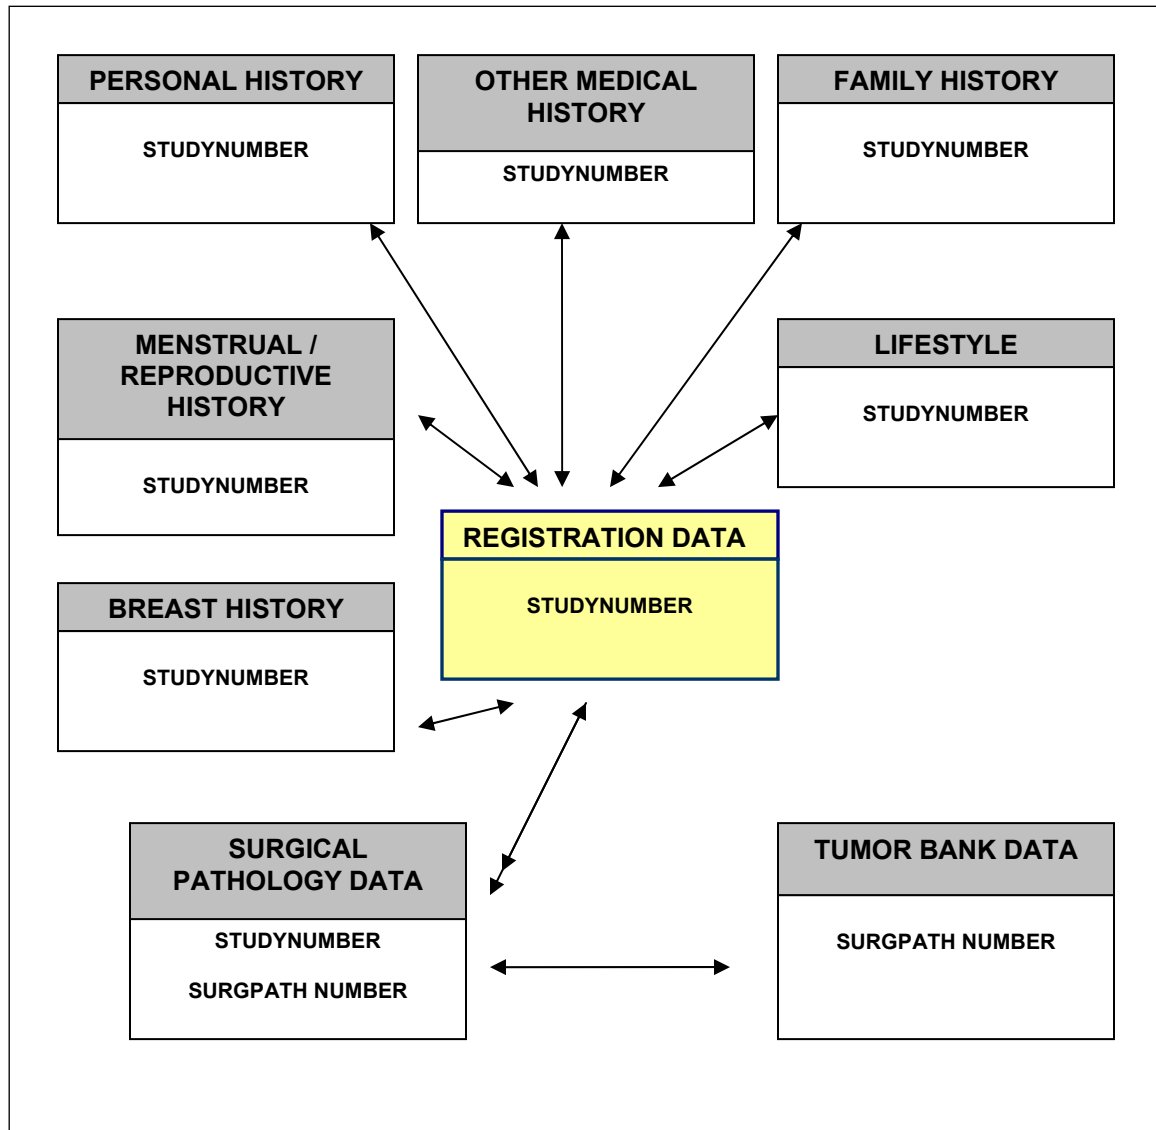 PERSONAL HISTORY
STUDYNUMBER
OTHER MEDICAL
HISTORY
STUDYNUMBER
FAMILY HISTORY
STUDYNUMBER
MENSTRUAL /
REPRODUCTIVE
HISTORY
STUDYNUMBER
LIFESTYLE
STUDYNUMBER
REGISTRATION DATA
STUDYNUMBER
BREAST HISTORY
STUDYNUMBER
SURGICAL
PATHOLOGY DATA
STUDYNUMBER
SURGPATH NUMBER
TUMOR BANK DATA
SURGPATH NUMBER